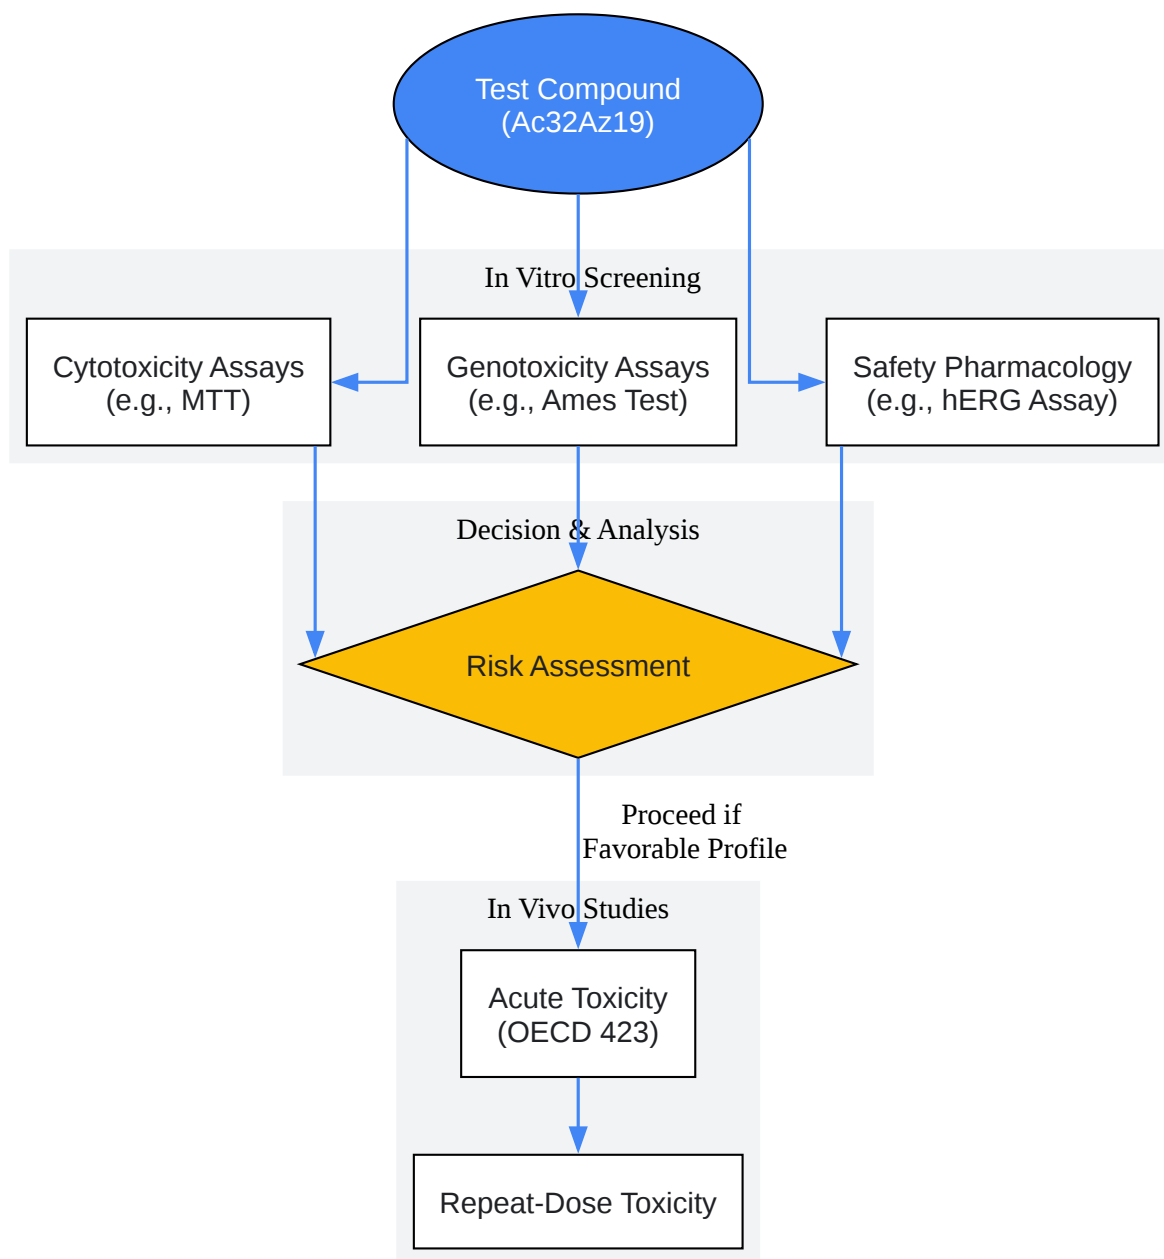 Test Compound
(Ac32Az19)
In Vitro Screening
Cytotoxicity Assays
(e.g., MTT)
Genotoxicity Assays
(e.g., Ames Test)
Safety Pharmacology
(e.g., hERG Assay)
Decision & Analysis
Risk Assessment
Proceed if
Favorable Profile
In Vivo Studies
Acute Toxicity
(OECD 423)
Repeat-Dose Toxicity